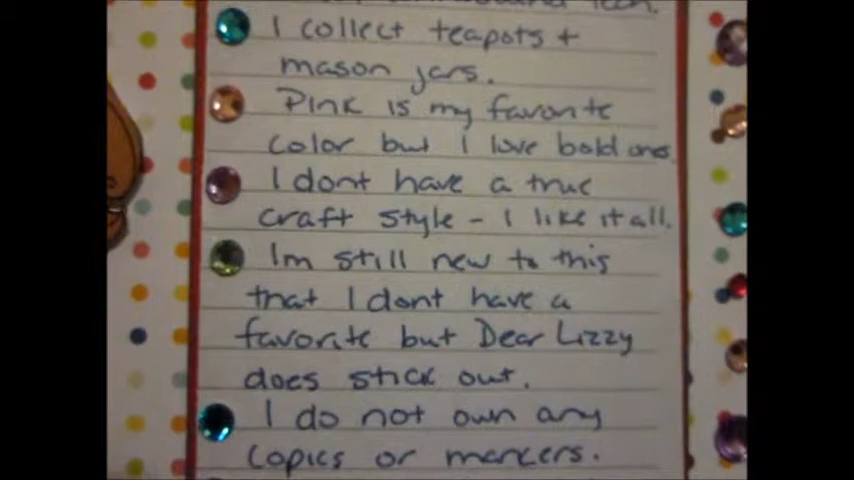 I collect teapots +
mason jars.
Pink is my favorite
color but I love bold ones.
I dont have a true
craft style - I like it all.
Im still new to this
that I dont have a
favorite but Dear Lizzy
does stick out.
I do not own any
copics or markers.